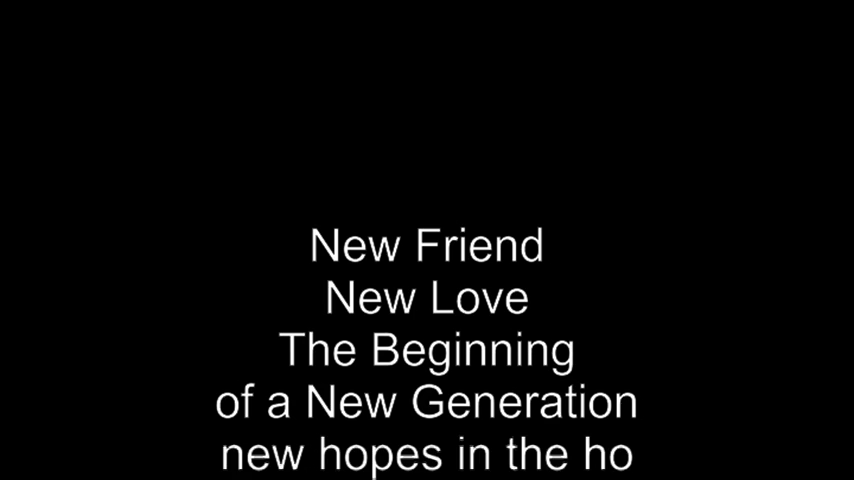 New Friend
New Love
The Beginning
of a New Generation
new hopes in the ho